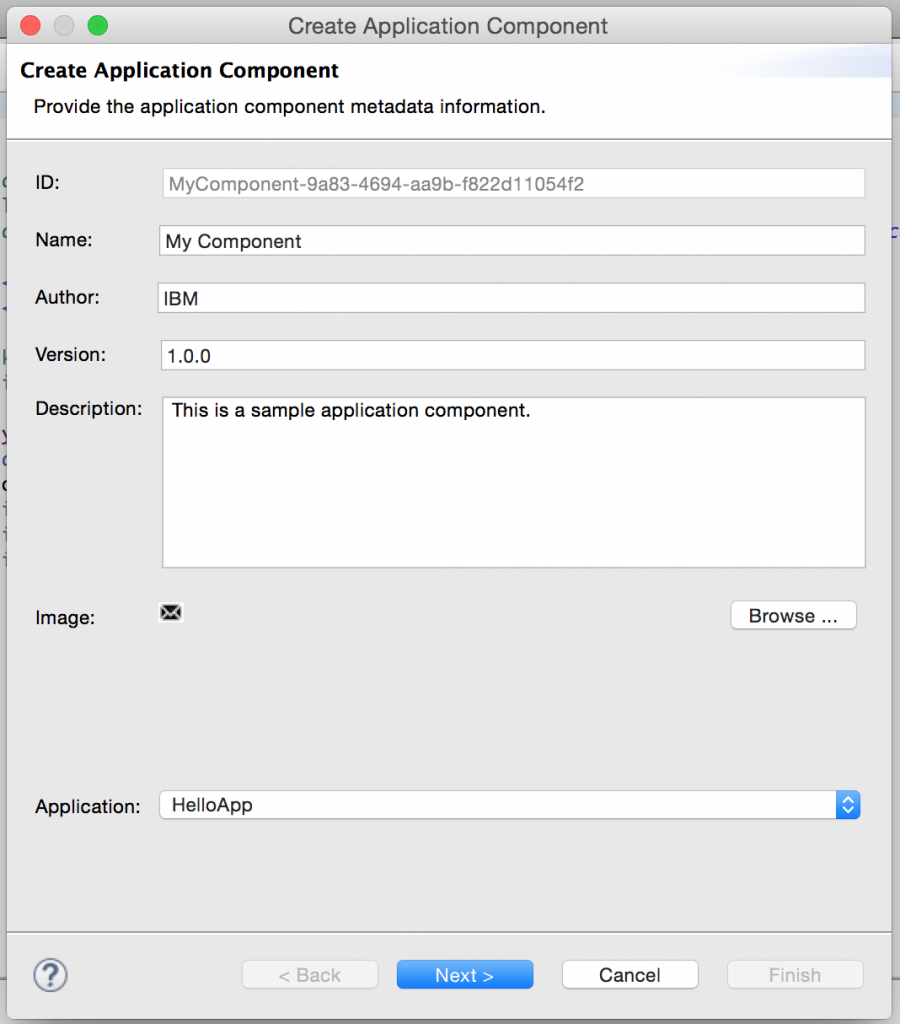 Create Application Component
Create Application Component
Provide the application component metadata information.
ID: MyComponent-9a83-4694-aa9b-f822d11054f2
Name: My Component
Author: IBM
Version: 1.0.0
Description: This is a sample application component.
Image: Browse ...
Application: HelloApp
? < Back Next > Cancel Finish